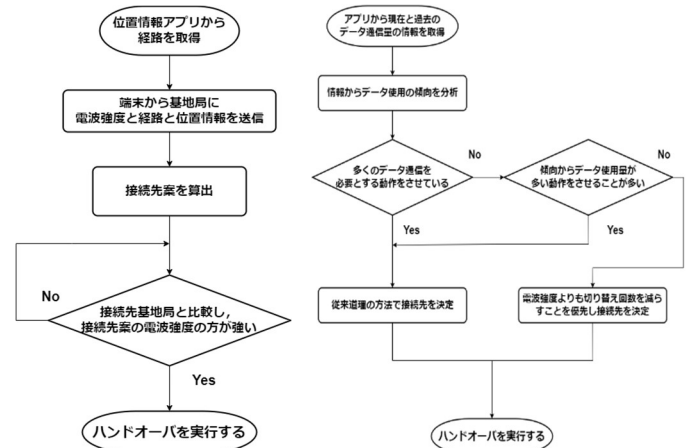 位置情報アプリから
経路を取得
端末から基地局に
電波強度と経路と位置情報を送信
接続先案を算出
No
接続先基地局と比較し,
接続先案の電波強度の方が強い
Yes
ハンドオーバを実行する
アプリから現在と過去の
データ通信量の情報を取得
情報からデータ使用の傾向を分析
多くのデータ通信を
必要とする動作をさせている
No
傾向からデータ使用量が
多い動作をさせることが多い
No
Yes
Yes
従来道理の方法で接続先を決定
電波強度よりも切り替え回数を減ら
すことを優先し接続先を決定
ハンドオーバを実行する